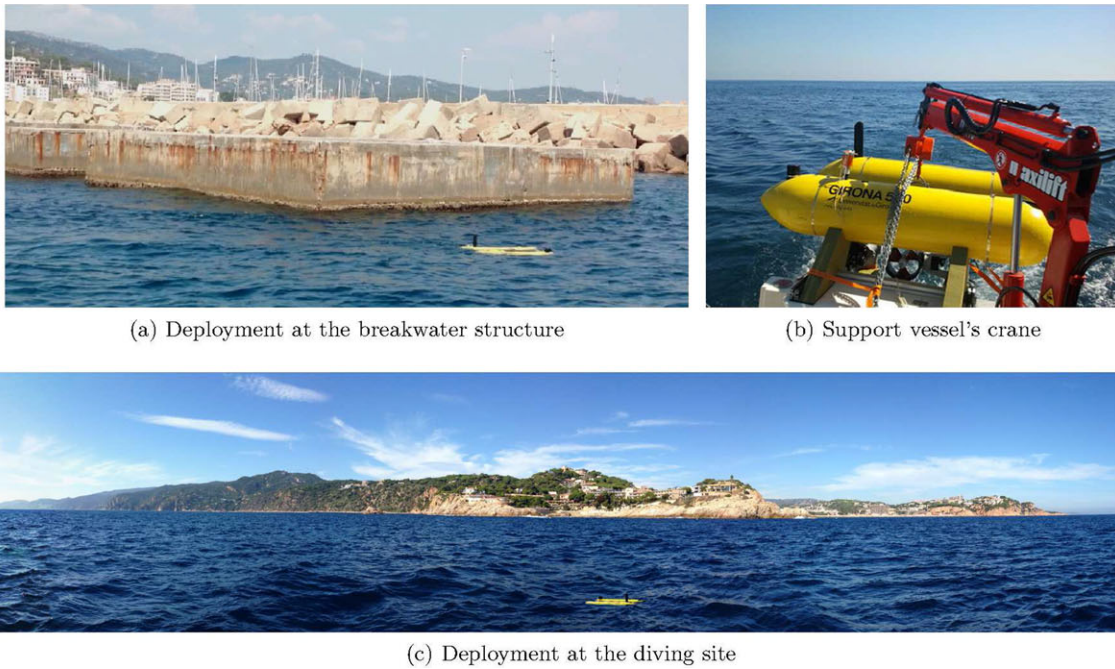 GIRONA 500
axilift
(a) Deployment at the breakwater structure
(b) Support vessel's crane
(c) Deployment at the diving site